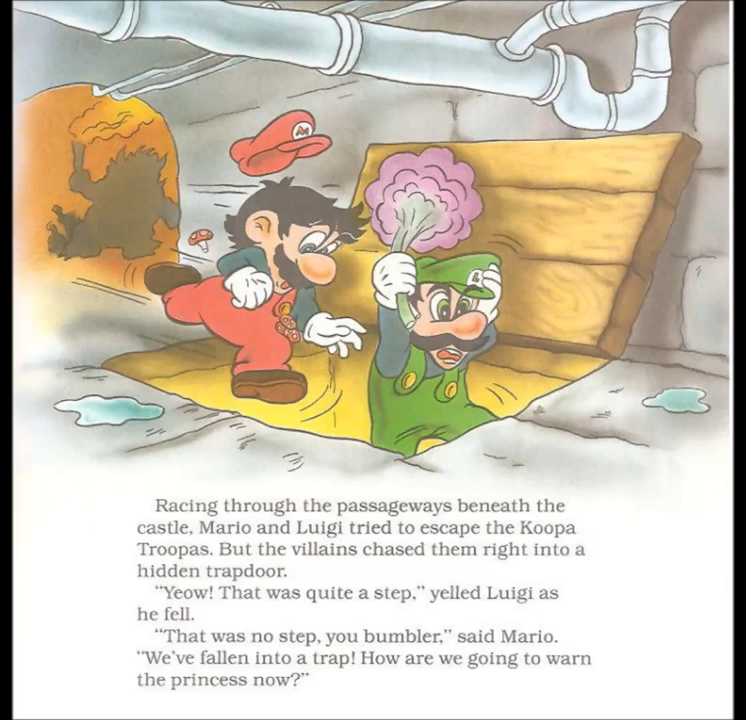 M
4
Racing through the passageways beneath the
castle, Mario and Luigi tried to escape the Koopa
Troopas. But the villains chased them right into a
hidden trapdoor.
"Yeow! That was quite a step," yelled Luigi as
he fell.
"That was no step, you bumbler," said Mario.
"We've fallen into a trap! How are we going to warn
the princess now?"